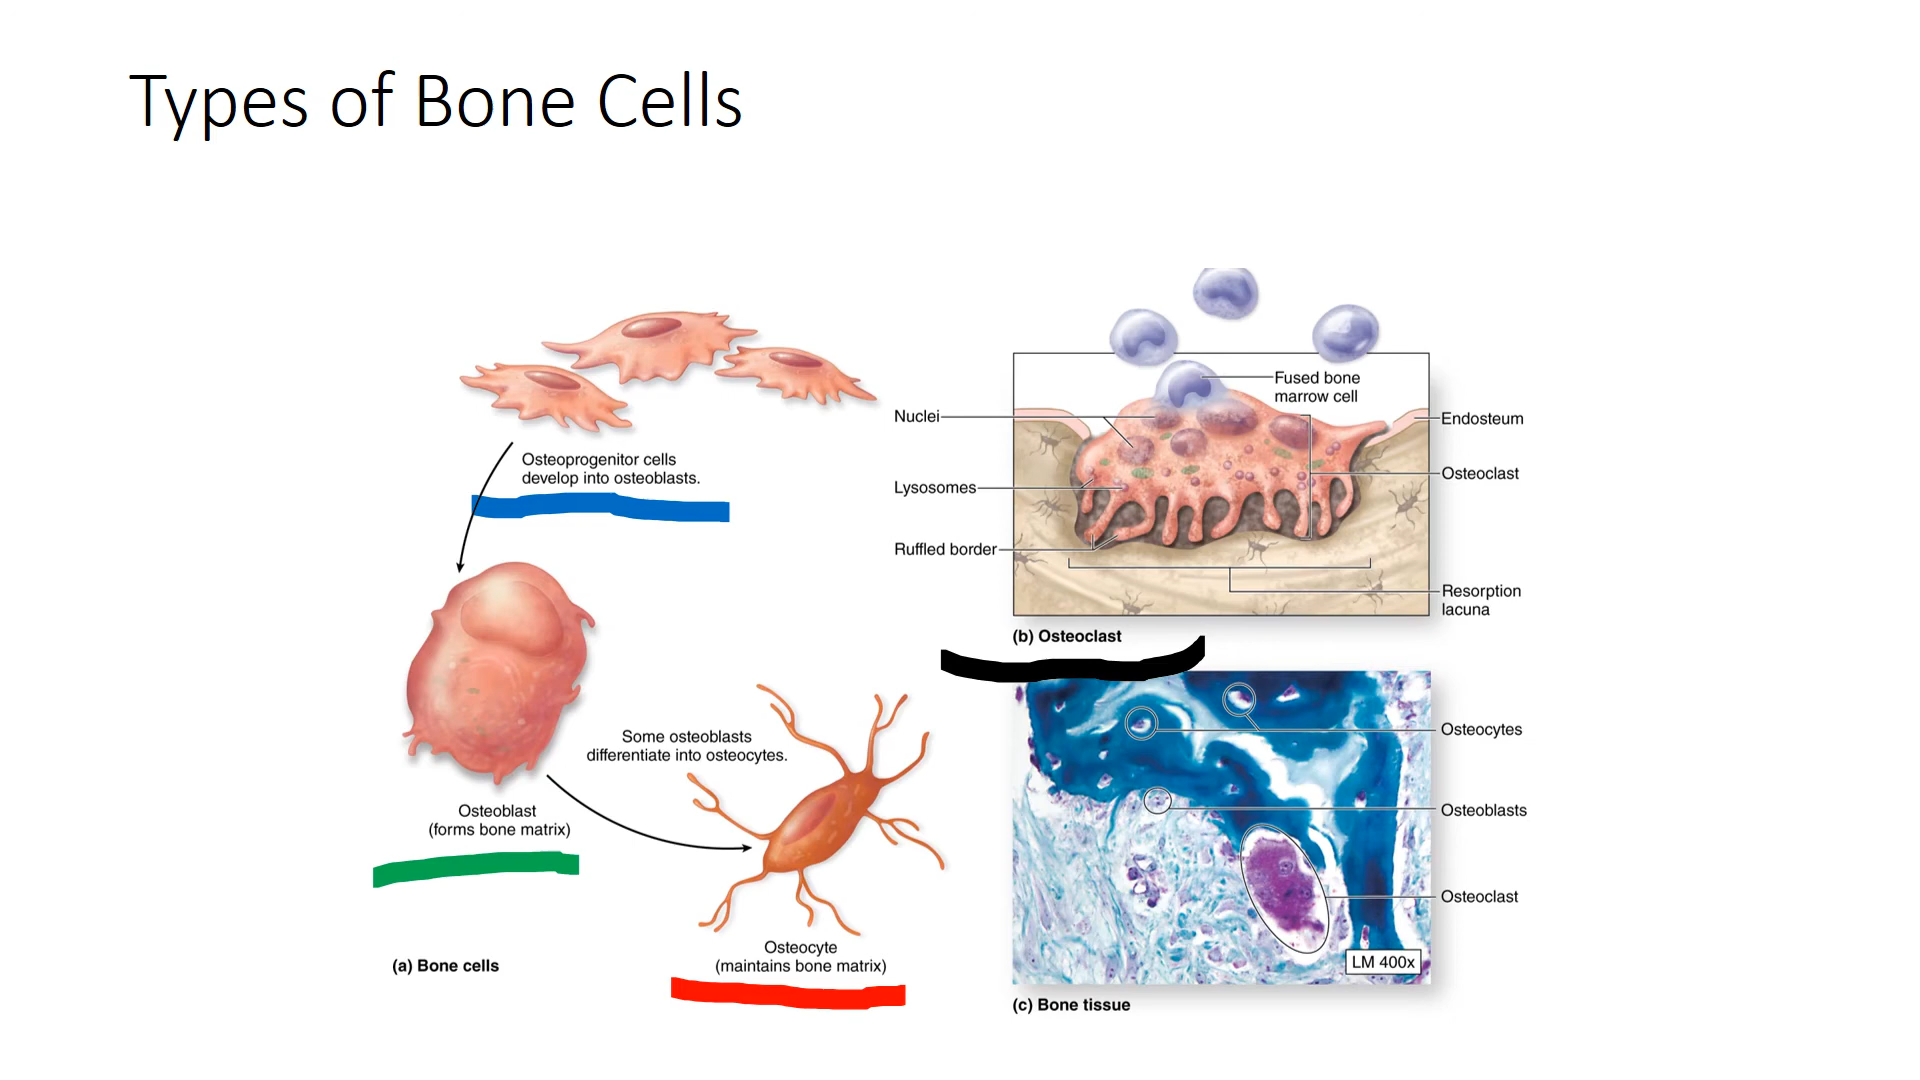 Types of Bone Cells
Osteoprogenitor cells
develop into osteoblasts.
Osteoblast
(forms bone matrix)
Some osteoblasts
differentiate into osteocytes.
Osteocyte
(maintains bone matrix)
(a) Bone cells
Fused bone
marrow cell
Nuclei
Lysosomes
Ruffled border
Endosteum
Osteoclast
Resorption
lacuna
(b) Osteoclast
Osteocytes
Osteoblasts
Osteoclast
LM 400x
(c) Bone tissue